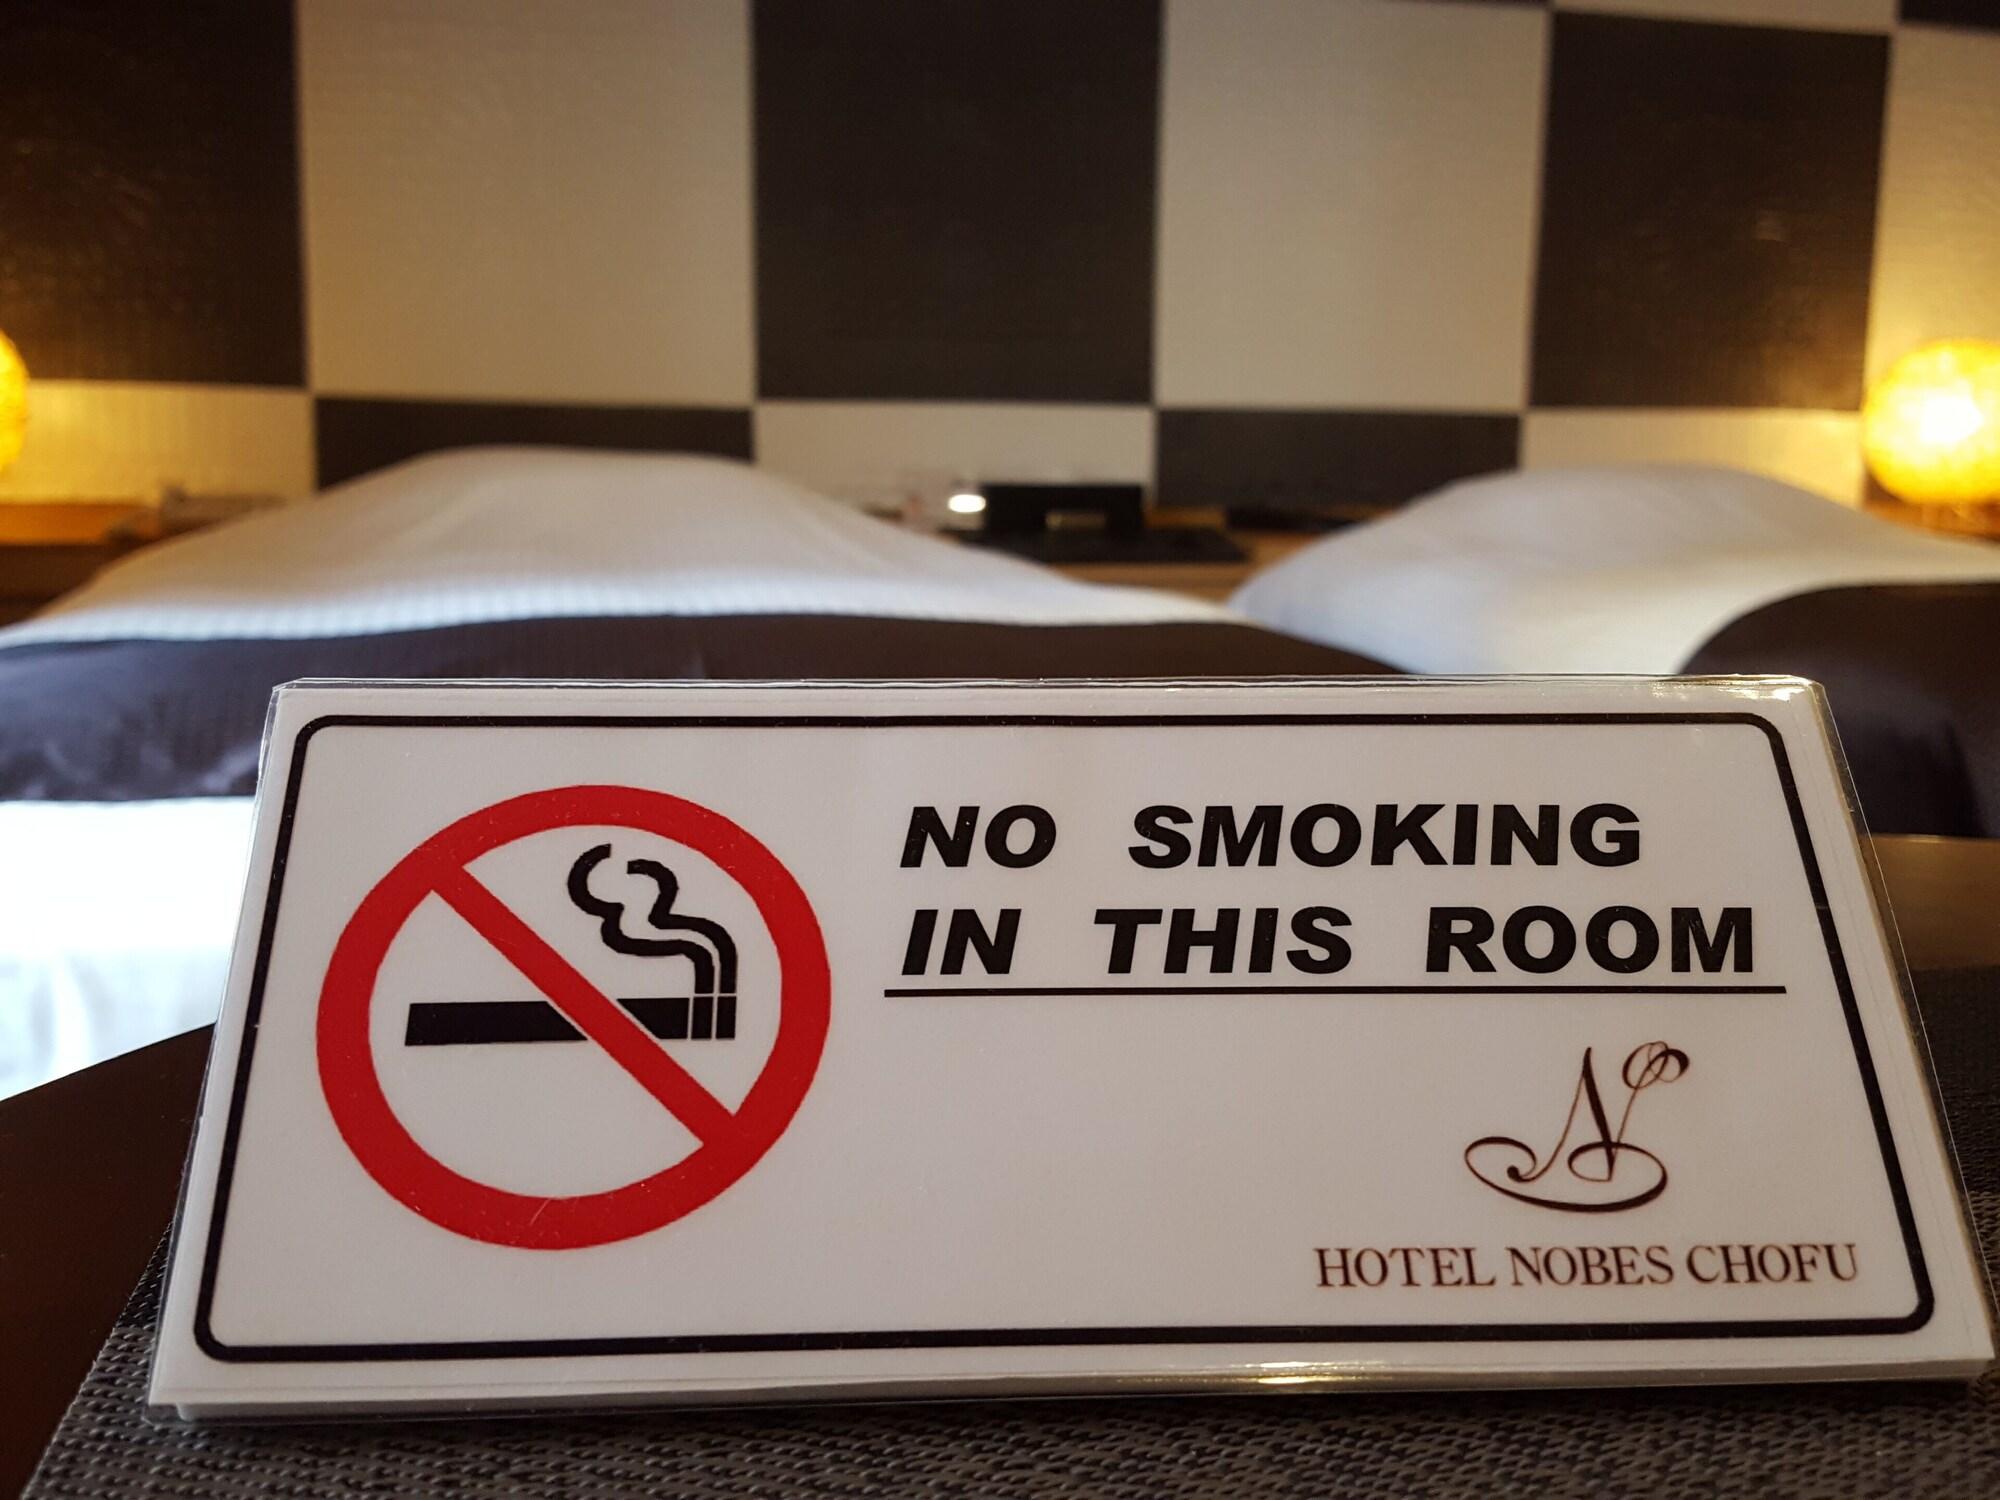 NO SMOKING
IN THIS ROOM
HOTEL NOBES CHOFU